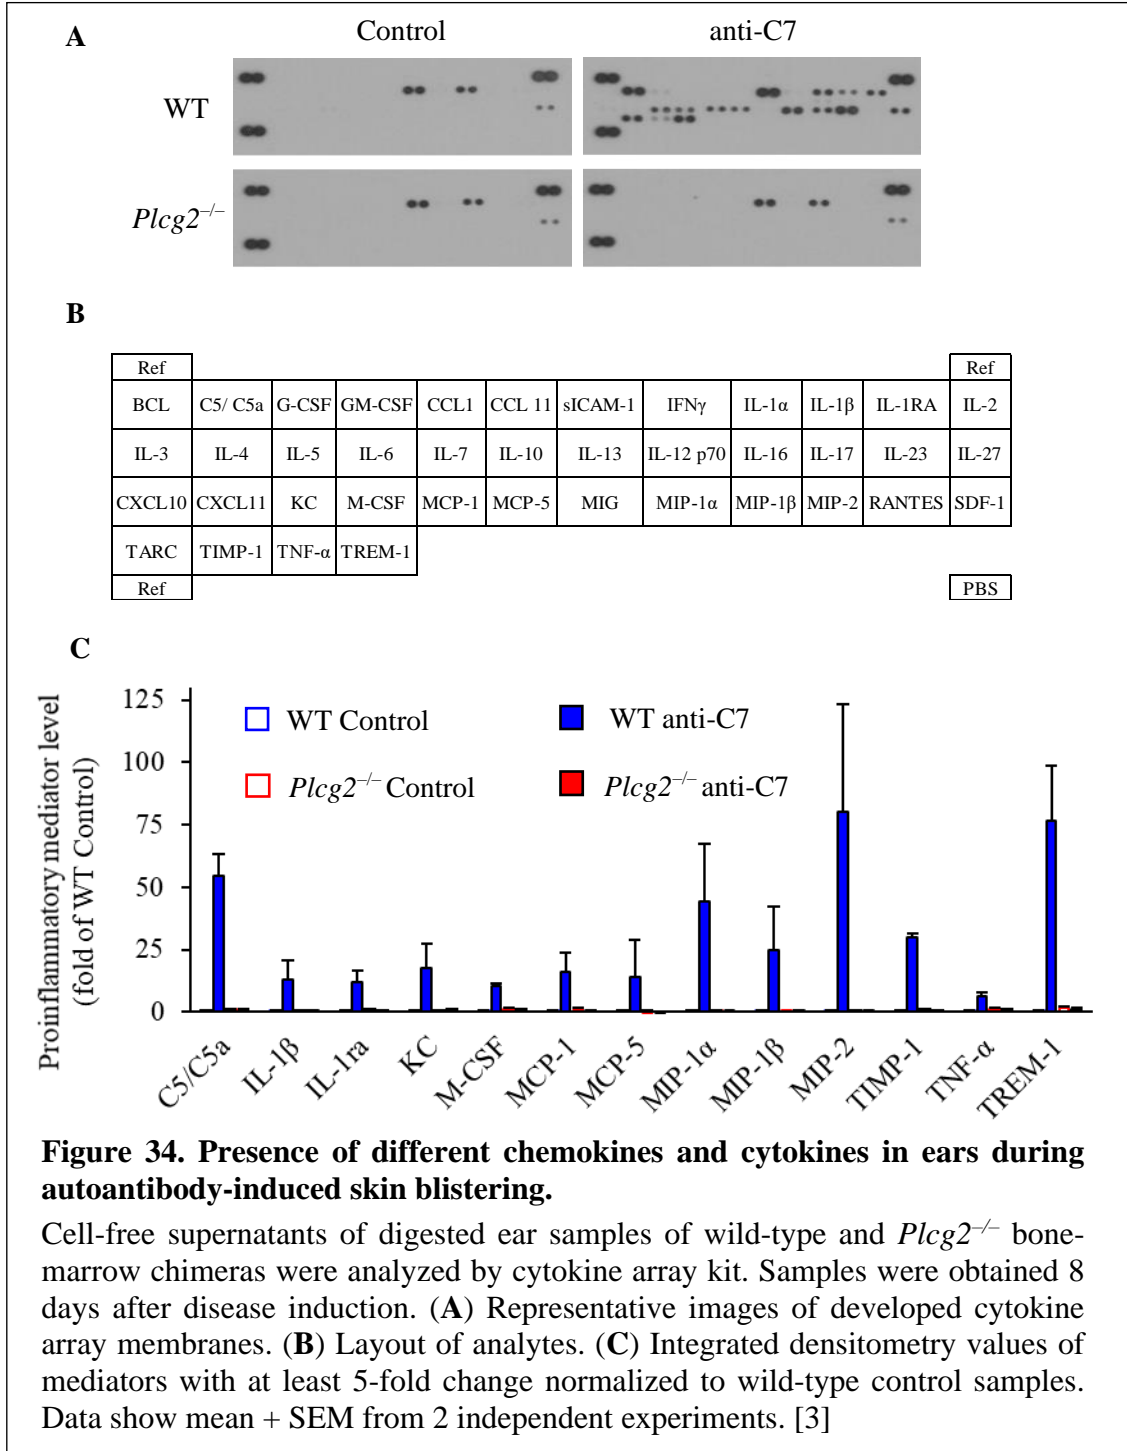 A
Control anti-C7
WT
Plcg2–/–
B
Ref Ref
BCL C5/ C5a G-CSF GM-CSF CCL1 CCL 11 sICAM-1 IFNγ IL-1α IL-1β IL-1RA IL-2
IL-3 IL-4 IL-5 IL-6 IL-7 IL-10 IL-13 IL-12 p70 IL-16 IL-17 IL-23 IL-27
CXCL10 CXCL11 KC M-CSF MCP-1 MCP-5 MIG MIP-1α MIP-1β MIP-2 RANTES SDF-1
TARC TIMP-1 TNF-α TREM-1
Ref PBS
C
Proinflammatory mediator level
(fold of WT Control)
125
100
75
50
25
0
WT Control WT anti-C7
Plcg2–/– Control Plcg2–/– anti-C7
C5/C5a IL-1β IL-1ra KC M-CSF MCP-1 MCP-5 MIP-1α MIP-1β MIP-2 TIMP-1 TNF-α TREM-1
Figure 34. Presence of different chemokines and cytokines in ears during
autoantibody-induced skin blistering.
Cell-free supernatants of digested ear samples of wild-type and Plcg2–/– bone-
marrow chimeras were analyzed by cytokine array kit. Samples were obtained 8
days after disease induction. (A) Representative images of developed cytokine
array membranes. (B) Layout of analytes. (C) Integrated densitometry values of
mediators with at least 5-fold change normalized to wild-type control samples.
Data show mean + SEM from 2 independent experiments. [3]